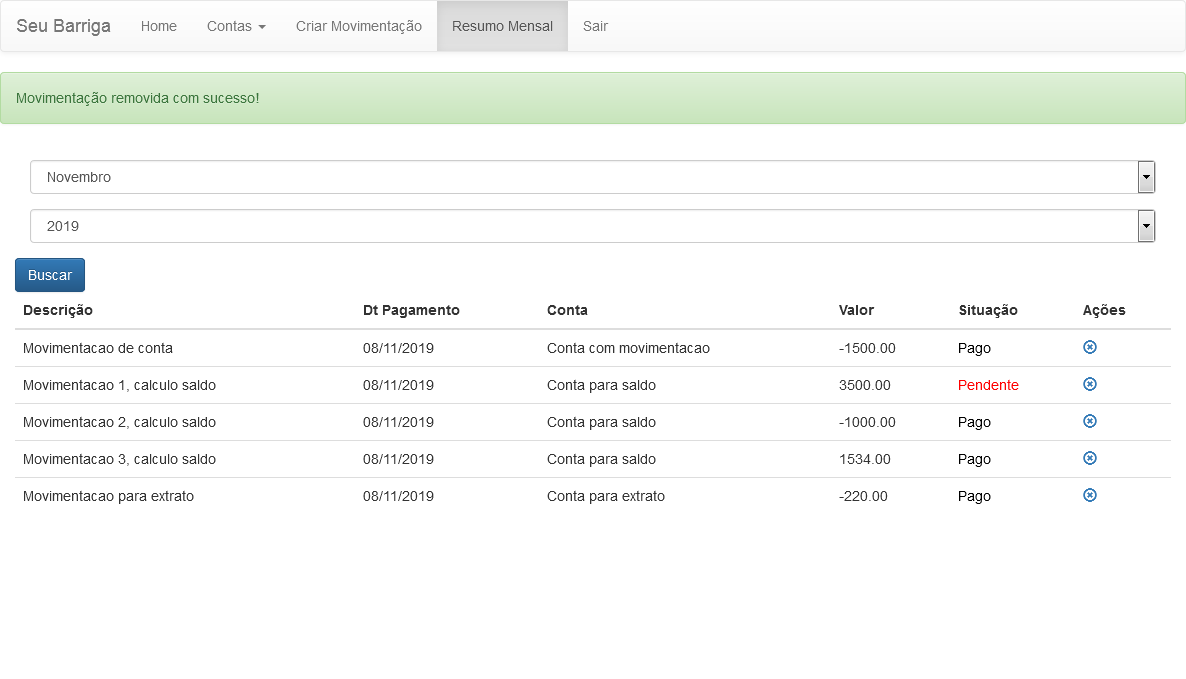 Seu Barriga Home Contas Criar Movimentação Resumo Mensal Sair
Movimentação removida com sucesso!
Novembro
2019
Buscar
Descrição Dt Pagamento Conta Valor Situação Ações
Movimentacao de conta 08/11/2019 Conta com movimentacao -1500.00 Pago
Movimentacao 1, calculo saldo 08/11/2019 Conta para saldo 3500.00 Pendente
Movimentacao 2, calculo saldo 08/11/2019 Conta para saldo -1000.00 Pago
Movimentacao 3, calculo saldo 08/11/2019 Conta para saldo 1534.00 Pago
Movimentacao para extrato 08/11/2019 Conta para extrato -220.00 Pago